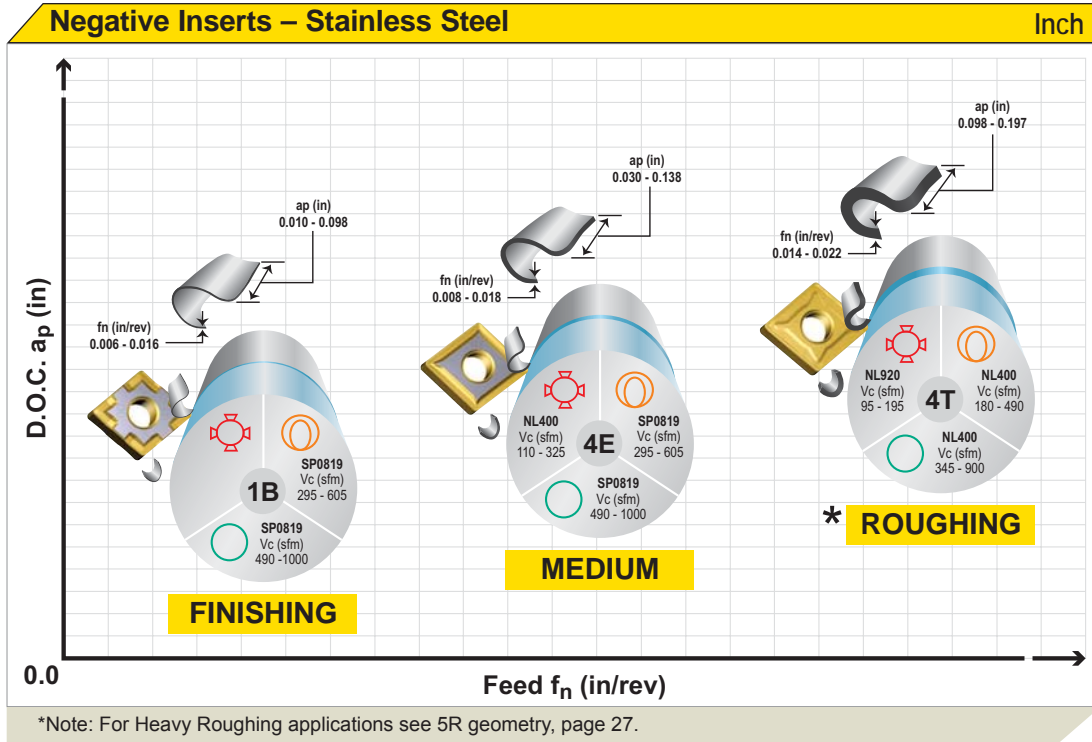 Negative Inserts – Stainless Steel
Inch
D.O.C. ap (in)
ap (in)
0.010 - 0.098
fn (in/rev)
0.006 - 0.016
SP0819
Vc (sfm)
295 - 605
1B
SP0819
Vc (sfm)
490 -1000
FINISHING
ap (in)
0.030 - 0.138
fn (in/rev)
0.008 - 0.018
NL400
Vc (sfm)
110 - 325
SP0819
Vc (sfm)
295 - 605
4E
SP0819
Vc (sfm)
490 - 1000
MEDIUM
ap (in)
0.098 - 0.197
fn (in/rev)
0.014 - 0.022
NL920
Vc (sfm)
95 - 195
NL400
Vc (sfm)
180 - 490
4T
NL400
Vc (sfm)
345 - 900
* ROUGHING
0.0
Feed fn (in/rev)
*Note: For Heavy Roughing applications see 5R geometry, page 27.